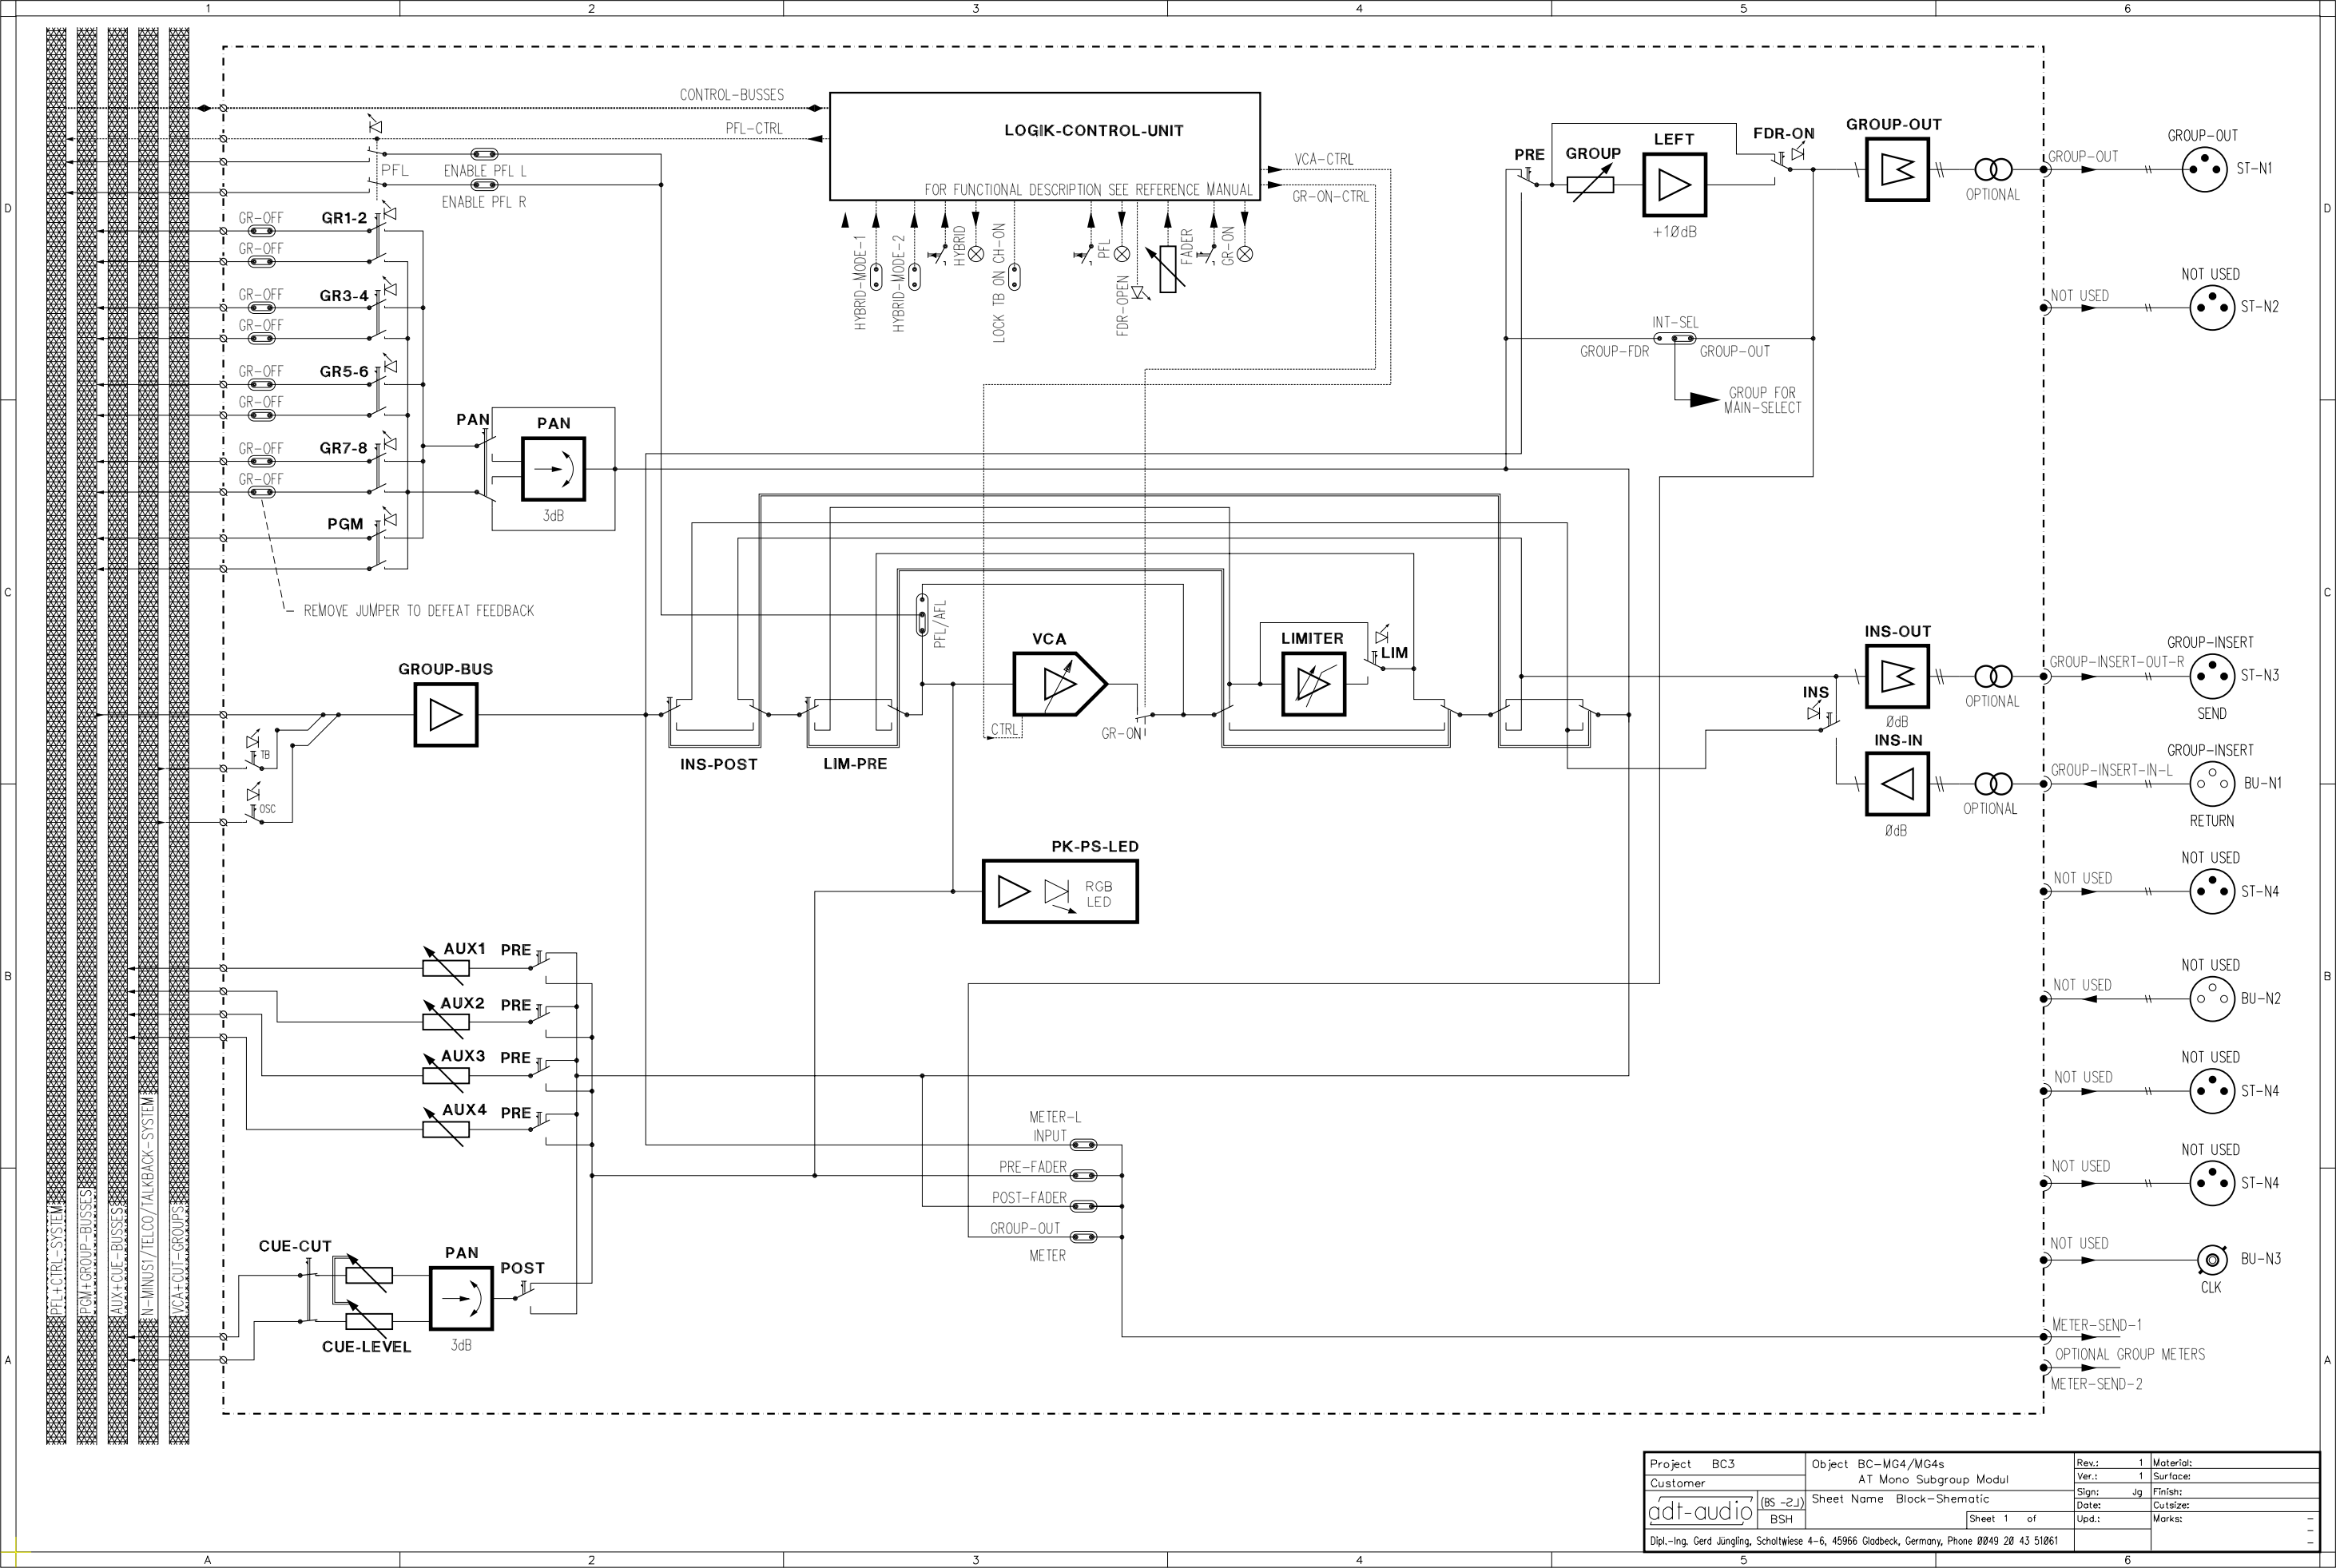 1 2 3 4 5 6
CONTROL-BUSSES
PFL-CTRL
LOGIK-CONTROL-UNIT
FOR FUNCTIONAL DESCRIPTION SEE REFERENCE MANUAL
VCA-CTRL
GR-ON-CTRL
PFL
ENABLE PFL L
ENABLE PFL R
HYBRID-MODE-1
HYBRID-MODE-2
HYBRID
LOCK TB ON CH-ON
PFL
FDR-OPEN
FADER
GR-ON
PRE
GROUP
LEFT
+1ØdB
FDR-ON
GROUP-OUT
OPTIONAL
GROUP-OUT
GROUP-OUT
ST-N1
D
D
GR-OFF
GR1-2
GR-OFF
GR-OFF
GR3-4
GR-OFF
GR-OFF
GR5-6
GR-OFF
GR-OFF
GR7-8
GR-OFF
PGM
PAN
PAN
3dB
REMOVE JUMPER TO DEFEAT FEEDBACK
INT-SEL
GROUP-FDR
GROUP-OUT
GROUP FOR
MAIN-SELECT
NOT USED
NOT USED
ST-N2
C
C
GROUP-BUS
TB
OSC
INS-POST
LIM-PRE
PFL/AFL
VCA
CTRL
GR-ON
LIMITER
LIM
INS
INS-OUT
ØdB
OPTIONAL
GROUP-INSERT-OUT-R
GROUP-INSERT
ST-N3
SEND
INS-IN
ØdB
OPTIONAL
GROUP-INSERT-IN-L
GROUP-INSERT
BU-N1
RETURN
PK-PS-LED
RGB
LED
NOT USED
NOT USED
ST-N4
B
B
AUX1
PRE
AUX2
PRE
AUX3
PRE
AUX4
PRE
NOT USED
NOT USED
BU-N2
NOT USED
NOT USED
ST-N4
NOT USED
NOT USED
ST-N4
METER-L
INPUT
PRE-FADER
POST-FADER
GROUP-OUT
METER
NOT USED
BU-N3
CLK
CUE-CUT
CUE-LEVEL
PAN
3dB
POST
A
A
METER-SEND-1
OPTIONAL GROUP METERS
METER-SEND-2
PFL+CTRL-SYSTEM
PGM+GROUP-BUSSES
AUX+CUE-BUSSES
N-MINUS1/TELCO/TALKBACK-SYSTEM
VCA+CUT-GROUPS
Project BC3
Customer
Object BC-MG4/MG4s
AT Mono Subgroup Modul
Sheet Name Block-Shematic
Sheet 1 of
adt-audio
BSH
Rev.: 1
Ver.: 1
Sign: Jg
Date:
Upd.:
Material:
Surface:
Finish:
Cutsize:
Marks:
Dipl.-Ing. Gerd Jüngling, Scholtwiese 4-6, 45966 Gladbeck, Germany, Phone 0049 20 43 51061
A 2 3 4 5 6